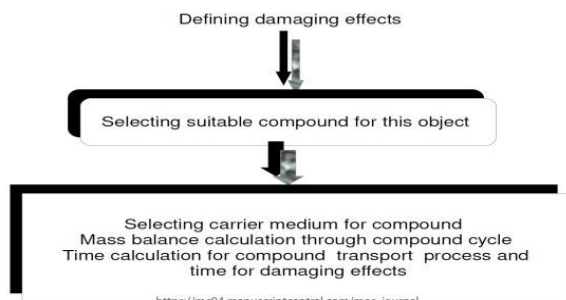 Defining damaging effects
Selecting suitable compound for this object
Selecting carrier medium for compound
Mass balance calculation through compound cycle
Time calculation for compound transport process and
time for damaging effects